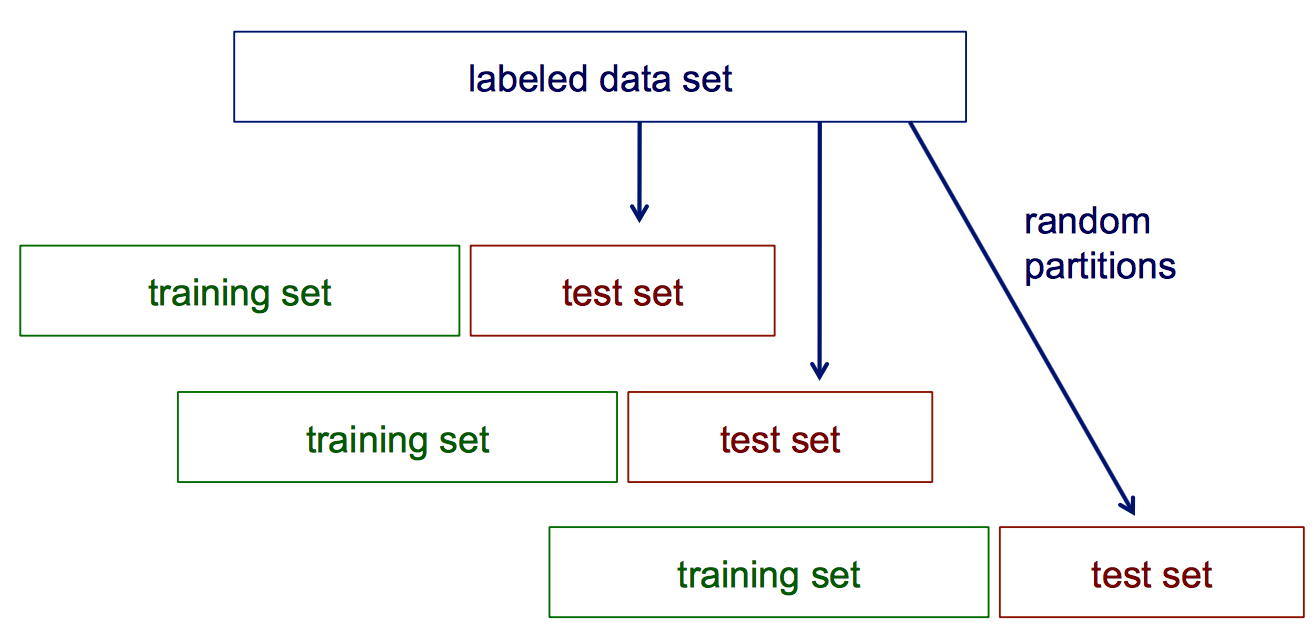 labeled data set
random
partitions
training set
test set
training set
test set
training set
test set